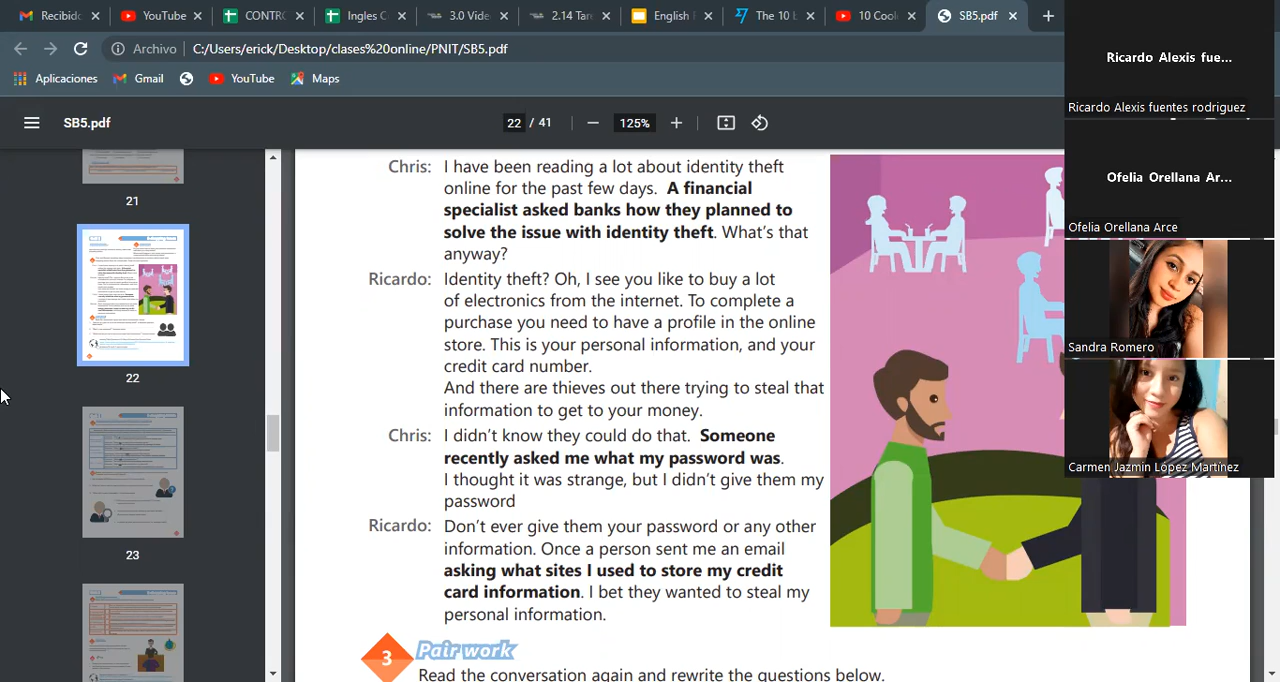 Recibid
YouTube
CONTRO
Ingles C
3.0 Vide
2.14 Tar
English F
The 10 b
10 Cool
SB5.pdf
Archivo
C:/Users/erick/Desktop/clases%20online/PNIT/SB5.pdf
Aplicaciones
Gmail
YouTube
Maps
SB5.pdf
22 / 41
125%
21
22
23
Chris: I have been reading a lot about identity theft
online for the past few days. A financial
specialist asked banks how they planned to
solve the issue with identity theft. What's that
anyway?
Ricardo: Identity theft? Oh, I see you like to buy a lot
of electronics from the internet. To complete a
purchase you need to have a profile in the online
store. This is your personal information, and your
credit card number.
And there are thieves out there trying to steal that
information to get to your money.
Chris: I didn't know they could do that. Someone
recently asked me what my password was.
I thought it was strange, but I didn't give them my
password
Ricardo: Don't ever give them your password or any other
information. Once a person sent me an email
asking what sites I used to store my credit
card information. I bet they wanted to steal my
personal information.
3 Pair work
Read the conversation again and rewrite the questions below.
Ricardo Alexis fue...
Ricardo Alexis fuentes rodriguez
Ofelia Orellana Ar...
Ofelia Orellana Arce
Sandra Romero
Carmen Jazmin López Martínez